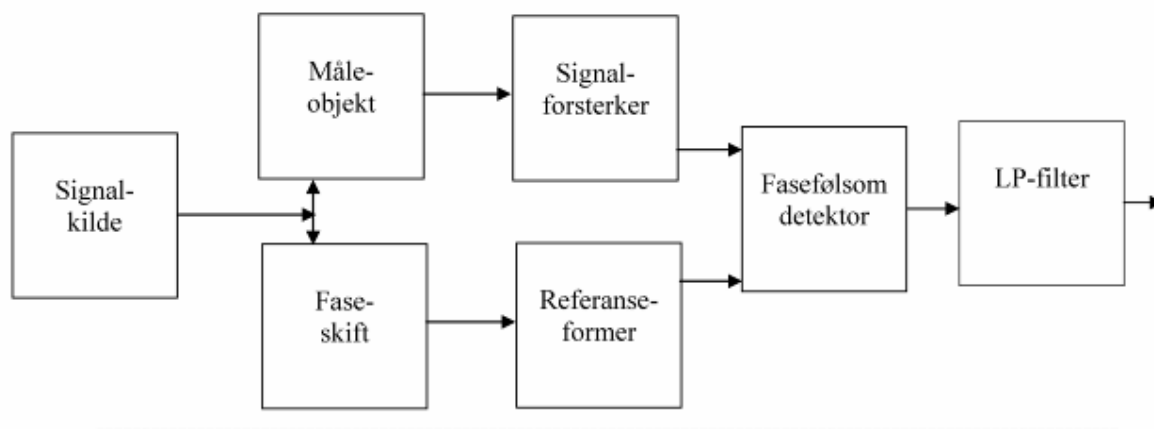 Signal-
kilde
Måle-
objekt
Signal-
forsterker
Fase-
skift
Referanse-
former
Fasefølsom
detektor
LP-filter